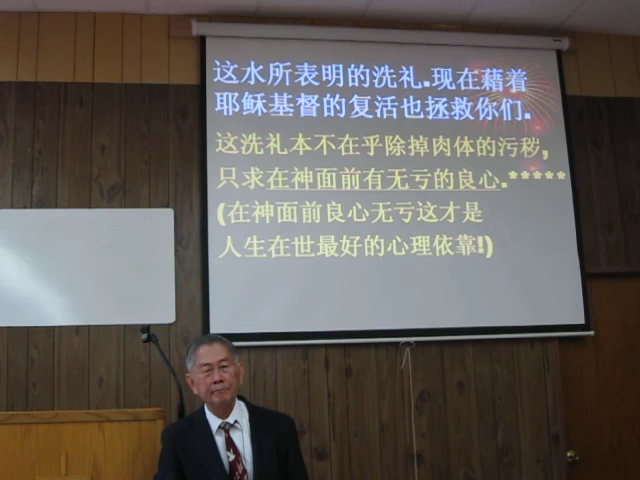 这水所表明的洗礼.现在藉着
耶稣基督的复活也拯救你们.
这洗礼本不在乎除掉肉体的污秽,
只求在神面前有无亏的良心.*****
(在神面前良心无亏这才是
人生在世最好的心理依靠!)